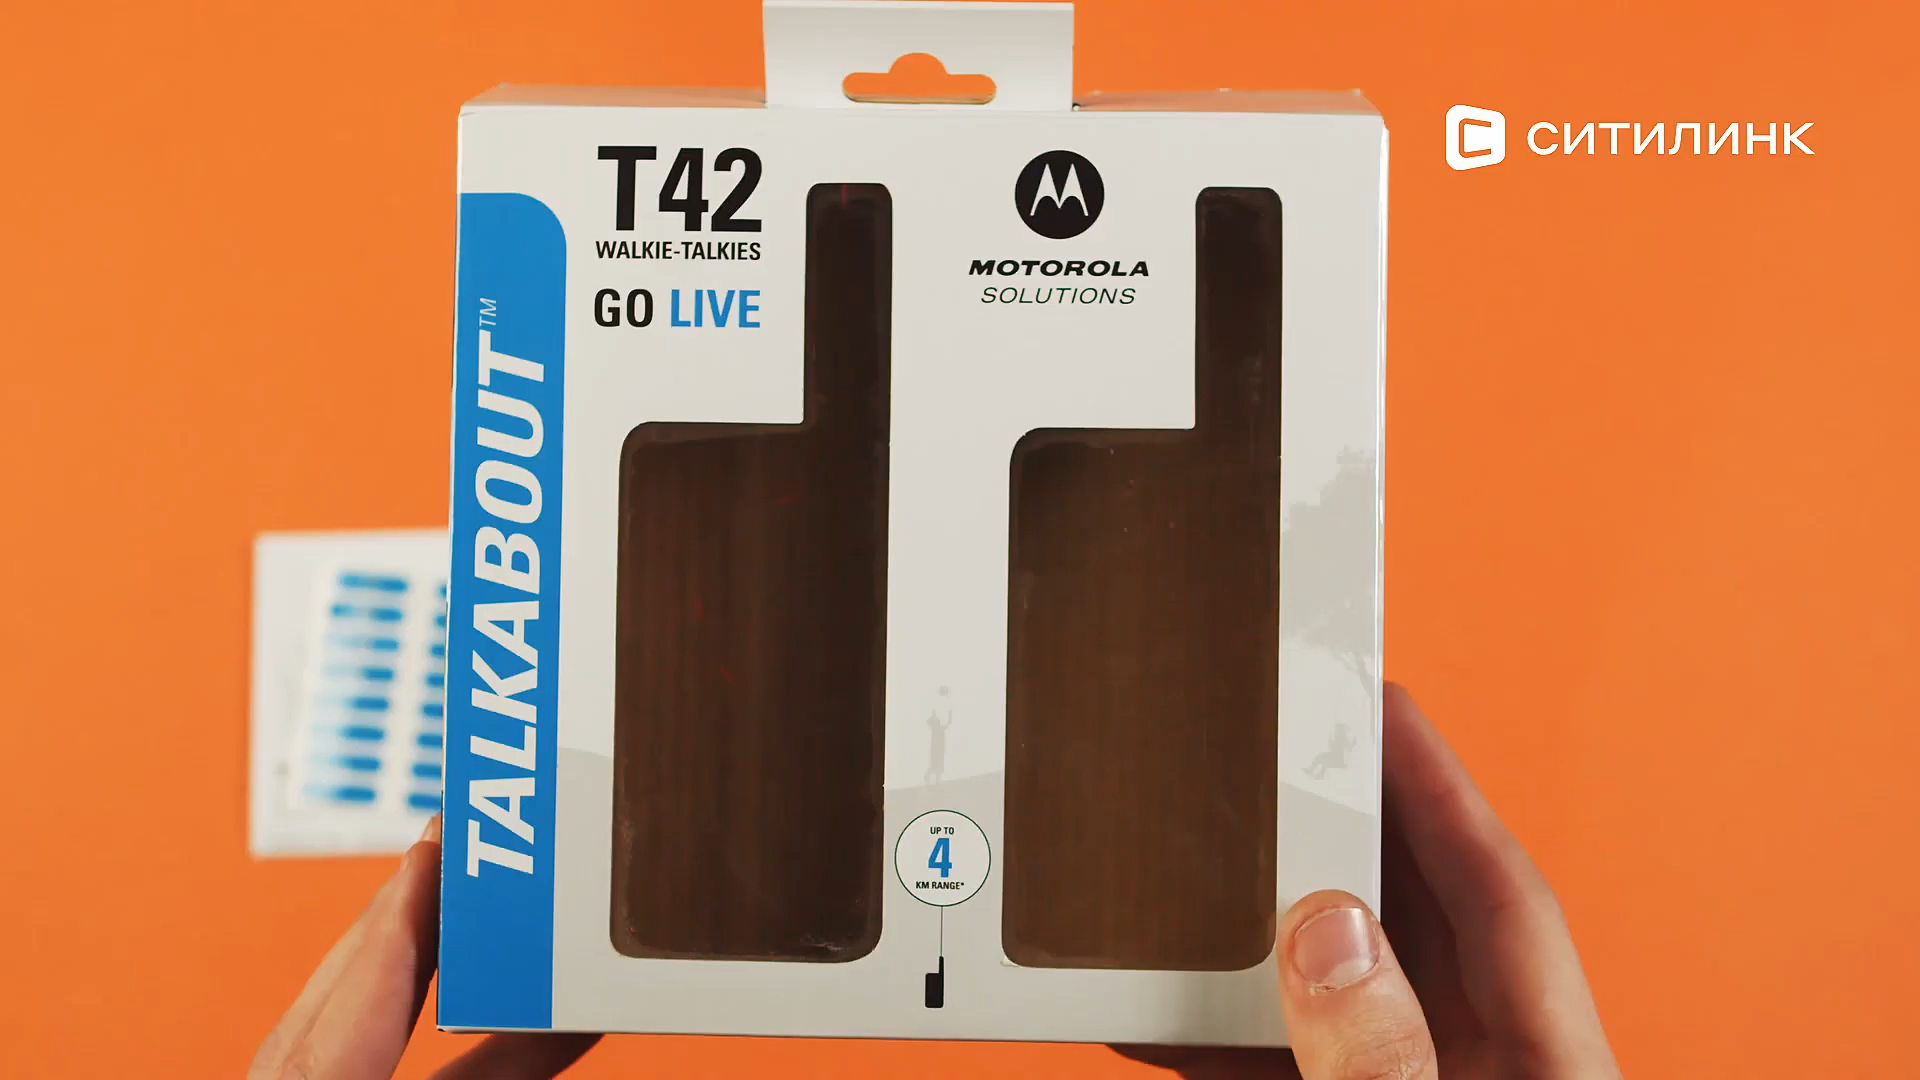 T42
WALKIE-TALKIES
GO LIVE
MOTOROLA
SOLUTIONS
TALKABOUT™
UP TO
4
KM RANGE*
СИТИЛИНК